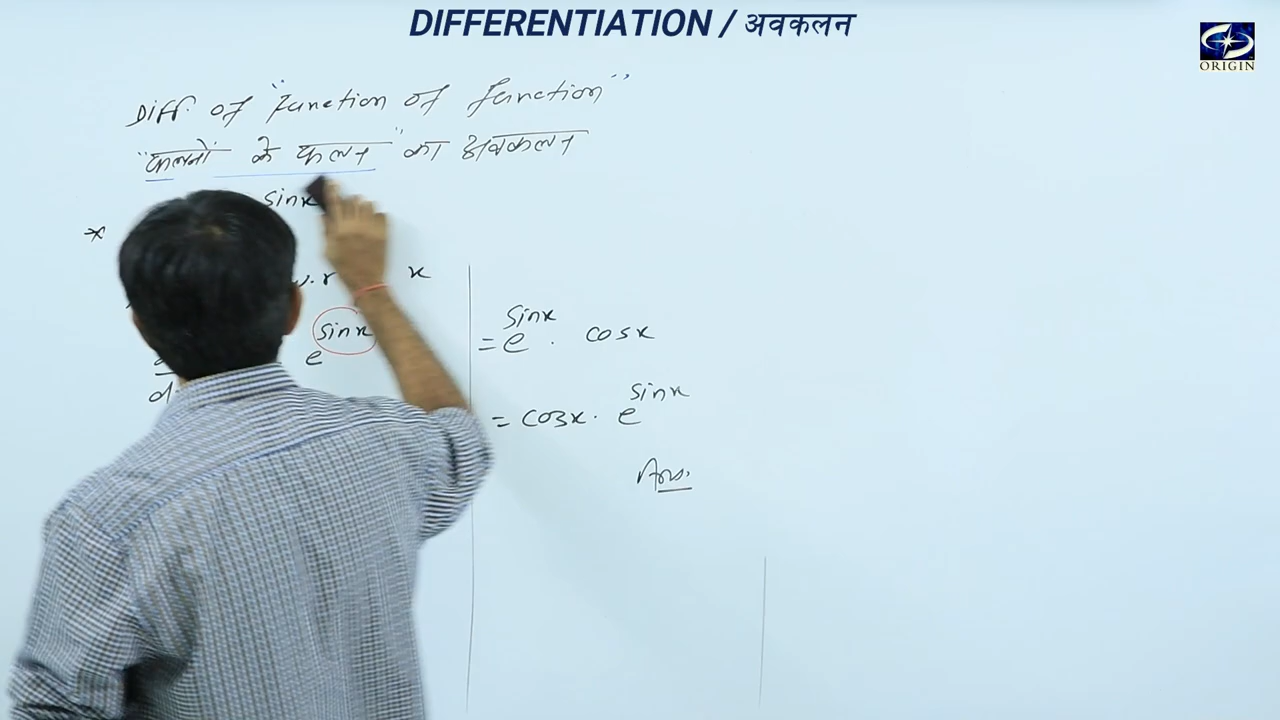 DIFFERENTIATION / अवकलन
ORIGIN
Diff. of "function of function"
"फलनों के फलन" का अवकलन
sinx
*
w.r x
e^sinx
d
= e^sinx . cosx
= cosx . e^sinx
Ans.